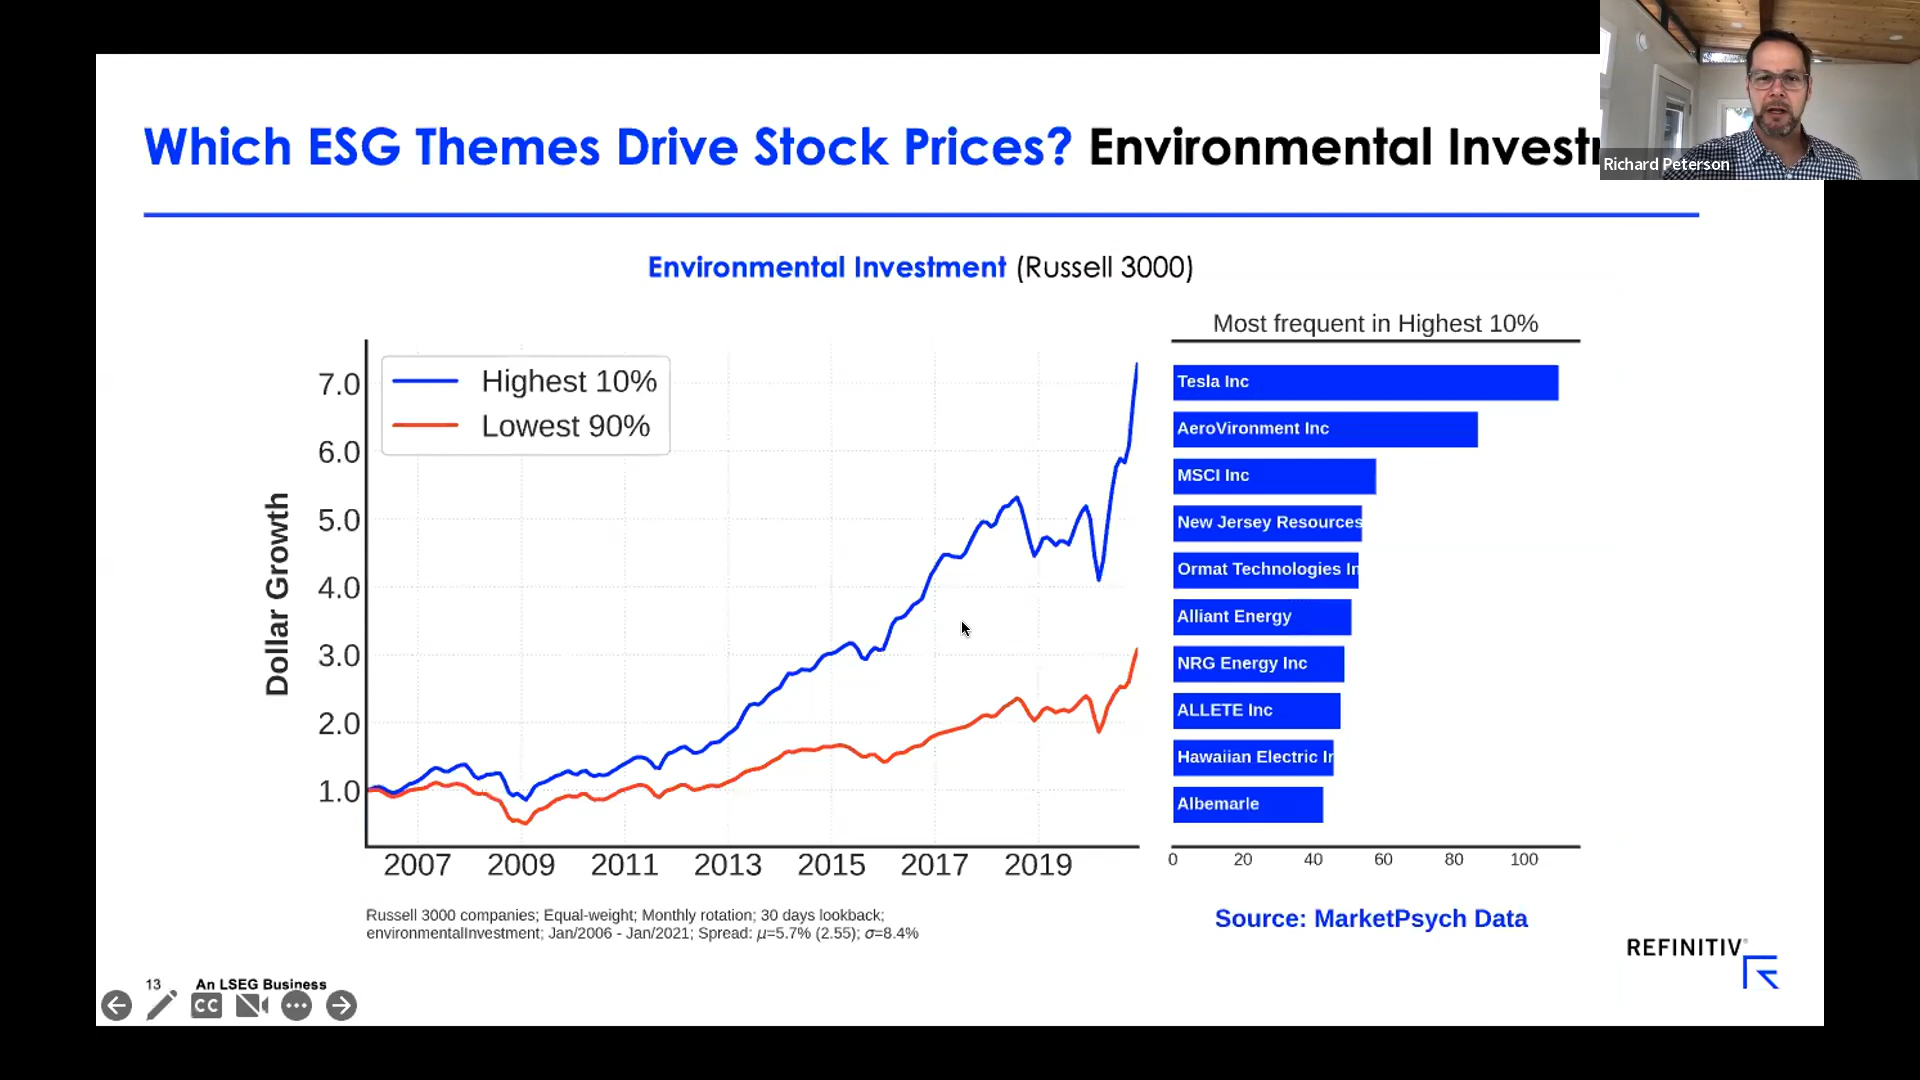 Which ESG Themes Drive Stock Prices? Environmental Invest
Richard Peterson
Environmental Investment (Russell 3000)
Most frequent in Highest 10%
Highest 10%
Lowest 90%
Dollar Growth
7.0
6.0
5.0
4.0
3.0
2.0
1.0
2007 2009 2011 2013 2015 2017 2019
Tesla Inc
AeroVironment Inc
MSCI Inc
New Jersey Resources
Ormat Technologies In
Alliant Energy
NRG Energy Inc
ALLETE Inc
Hawaiian Electric In
Albemarle
0 20 40 60 80 100
Russell 3000 companies; Equal-weight; Monthly rotation; 30 days lookback;
environmentalInvestment; Jan/2006 - Jan/2021; Spread: μ=5.7% (2.55); σ=8.4%
Source: MarketPsych Data
REFINITIV
13 An LSEG Business
CC